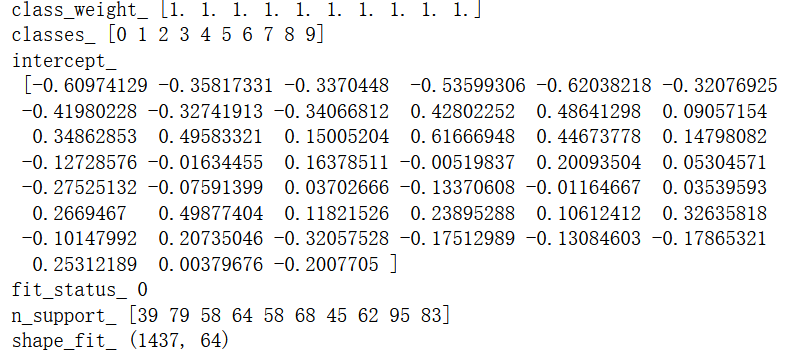 class_weight_ [1. 1. 1. 1. 1. 1. 1. 1. 1. 1.]
classes_ [0 1 2 3 4 5 6 7 8 9]
intercept_
[-0.60974129 -0.35817331 -0.3370448 -0.53599306 -0.62038218 -0.32076925
-0.41980228 -0.32741913 -0.34066812 0.42802252 0.48641298 0.09057154
0.34862853 0.49583321 0.15005204 0.61666948 0.44673778 0.14798082
-0.12728576 -0.01634455 0.16378511 -0.00519837 0.20093504 0.05304571
-0.27525132 -0.07591399 0.03702666 -0.13370608 -0.01164667 0.03539593
0.2669467 0.49877404 0.11821526 0.23895288 0.10612412 0.32635818
-0.10147992 0.20735046 -0.32057528 -0.17512989 -0.13084603 -0.17865321
0.25312189 0.00379676 -0.2007705 ]
fit_status_ 0
n_support_ [39 79 58 64 58 68 45 62 95 83]
shape_fit_ (1437, 64)